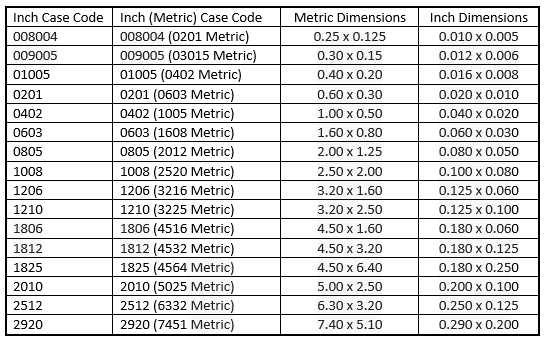 Inch Case Code Inch (Metric) Case Code Metric Dimensions Inch Dimensions
008004 008004 (0201 Metric) 0.25 x 0.125 0.010 x 0.005
009005 009005 (03015 Metric) 0.30 x 0.15 0.012 x 0.006
01005 01005 (0402 Metric) 0.40 x 0.20 0.016 x 0.008
0201 0201 (0603 Metric) 0.60 x 0.30 0.020 x 0.010
0402 0402 (1005 Metric) 1.00 x 0.50 0.040 x 0.020
0603 0603 (1608 Metric) 1.60 x 0.80 0.060 x 0.030
0805 0805 (2012 Metric) 2.00 x 1.25 0.080 x 0.050
1008 1008 (2520 Metric) 2.50 x 2.00 0.100 x 0.080
1206 1206 (3216 Metric) 3.20 x 1.60 0.125 x 0.060
1210 1210 (3225 Metric) 3.20 x 2.50 0.125 x 0.100
1806 1806 (4516 Metric) 4.50 x 1.60 0.180 x 0.060
1812 1812 (4532 Metric) 4.50 x 3.20 0.180 x 0.125
1825 1825 (4564 Metric) 4.50 x 6.40 0.180 x 0.250
2010 2010 (5025 Metric) 5.00 x 2.50 0.200 x 0.100
2512 2512 (6332 Metric) 6.30 x 3.20 0.250 x 0.125
2920 2920 (7451 Metric) 7.40 x 5.10 0.290 x 0.200